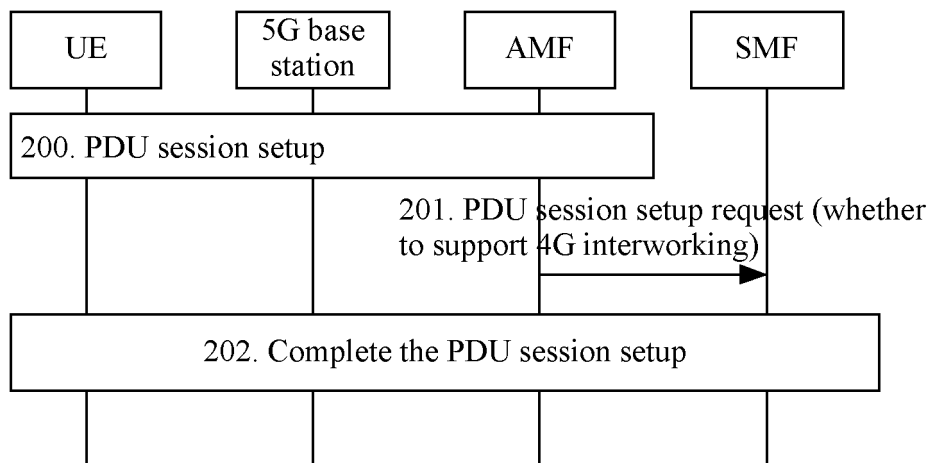 UE
5G base
station
AMF
SMF
200. PDU session setup
201. PDU session setup request (whether
to support 4G interworking)
202. Complete the PDU session setup